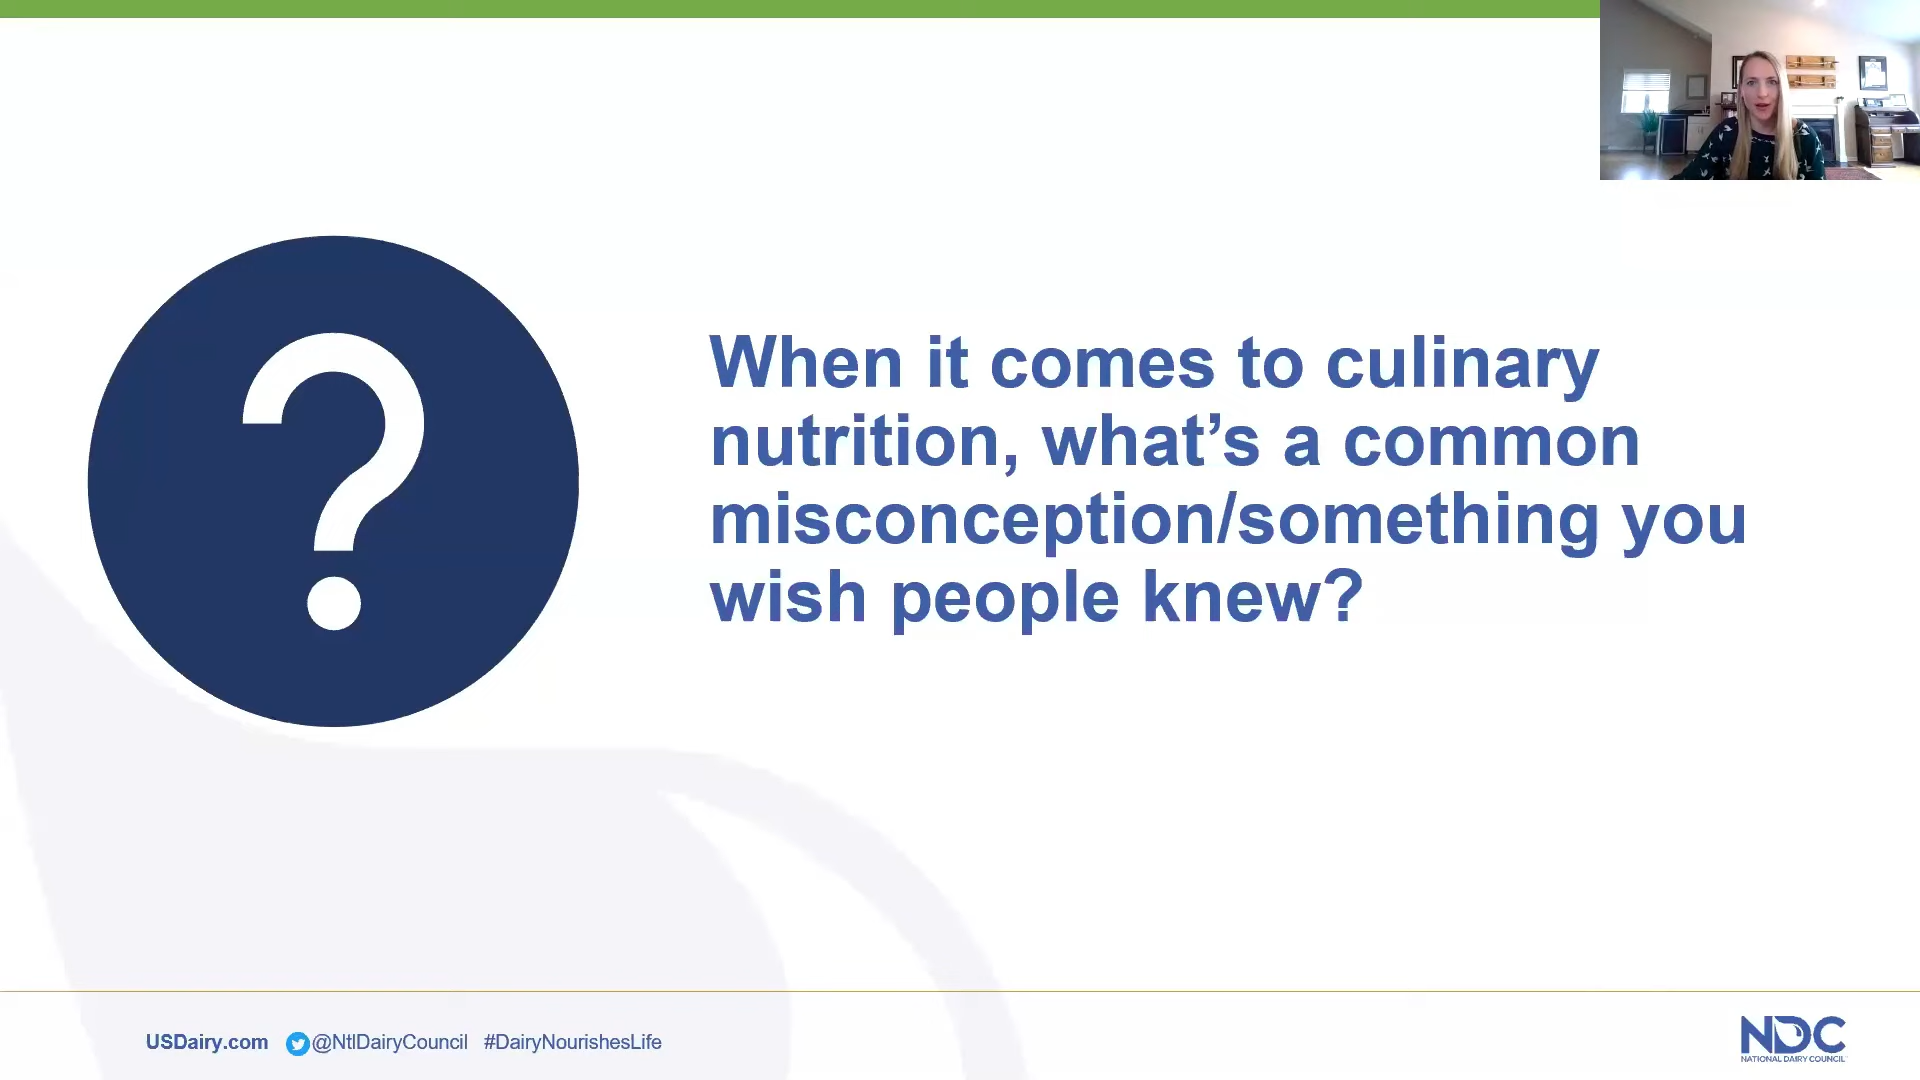 When it comes to culinary
nutrition, what’s a common
misconception/something you
wish people knew?
?
USDairy.com @NtlDairyCouncil #DairyNourishesLife
NDC
NATIONAL DAIRY COUNCIL